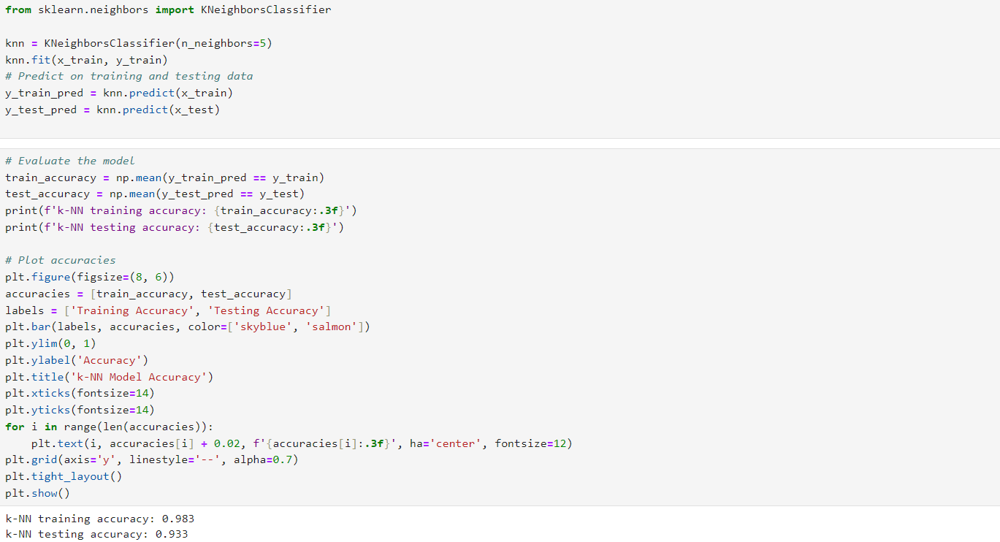 from sklearn.neighbors import KNeighborsClassifier
knn = KNeighborsClassifier(n_neighbors=5)
knn.fit(x_train, y_train)
# Predict on training and testing data
y_train_pred = knn.predict(x_train)
y_test_pred = knn.predict(x_test)
# Evaluate the model
train_accuracy = np.mean(y_train_pred == y_train)
test_accuracy = np.mean(y_test_pred == y_test)
print(f'k-NN training accuracy: {train_accuracy:.3f}')
print(f'k-NN testing accuracy: {test_accuracy:.3f}')
# Plot accuracies
plt.figure(figsize=(8, 6))
accuracies = [train_accuracy, test_accuracy]
labels = ['Training Accuracy', 'Testing Accuracy']
plt.bar(labels, accuracies, color=['skyblue', 'salmon'])
plt.ylim(0, 1)
plt.ylabel('Accuracy')
plt.title('k-NN Model Accuracy')
plt.xticks(fontsize=14)
plt.yticks(fontsize=14)
for i in range(len(accuracies)):
    plt.text(i, accuracies[i] + 0.02, f'{accuracies[i]:.3f}', ha='center', fontsize=12)
plt.grid(axis='y', linestyle='--', alpha=0.7)
plt.tight_layout()
plt.show()
k-NN training accuracy: 0.983
k-NN testing accuracy: 0.933